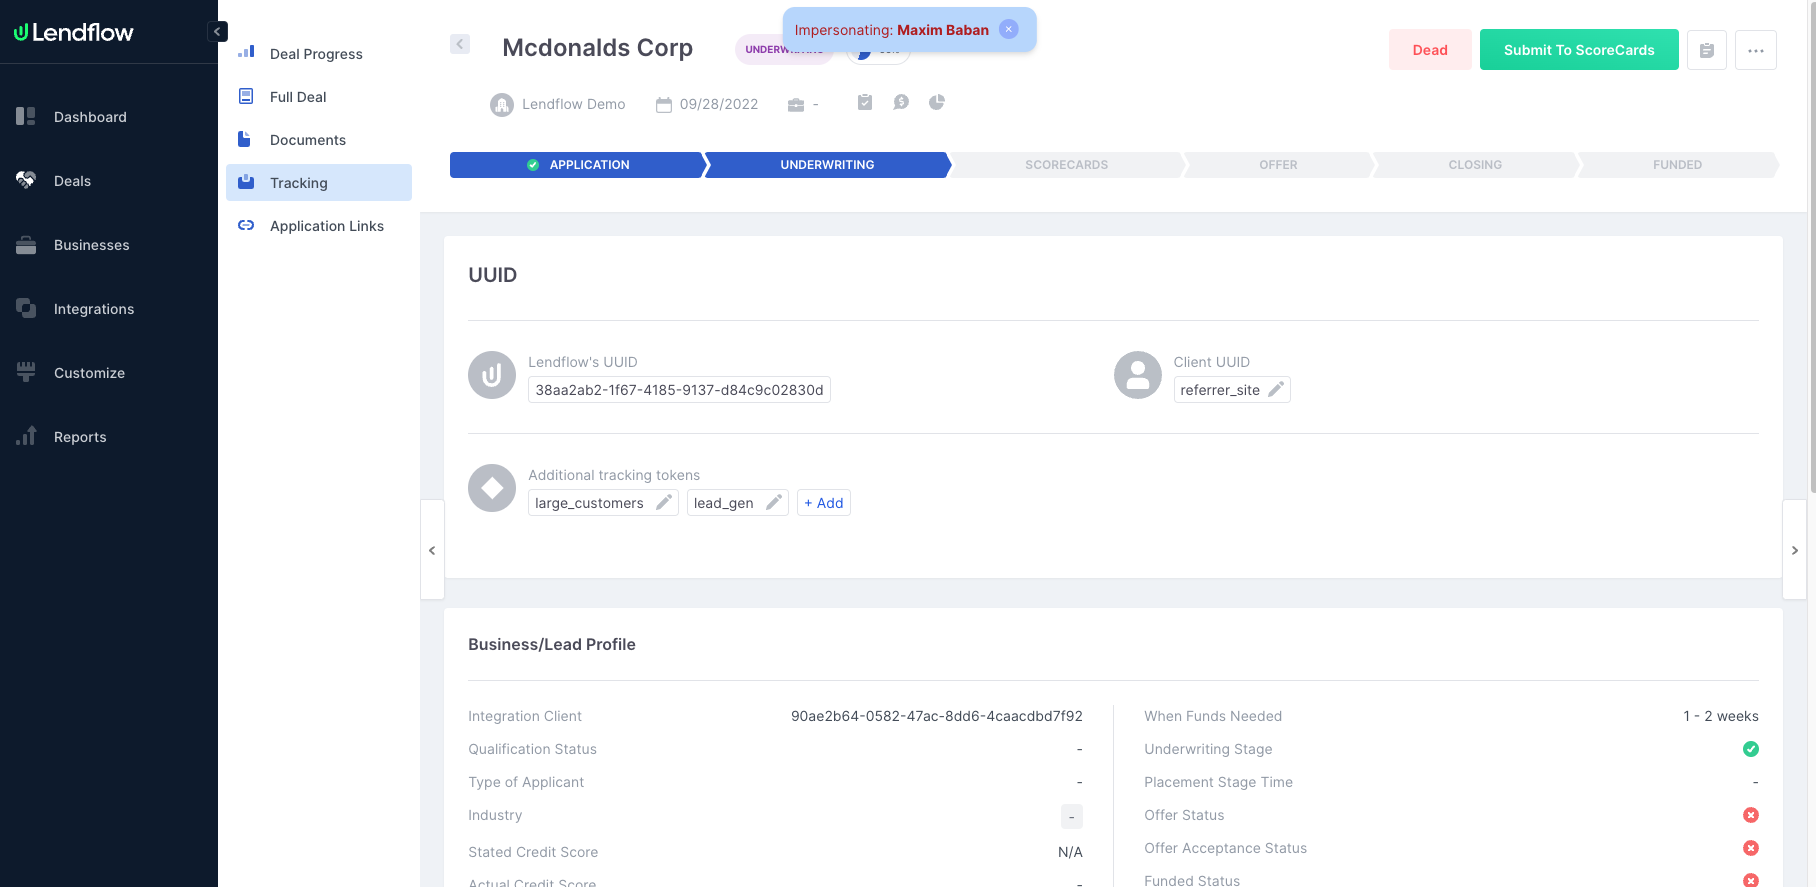 Lendflow
Dashboard
Deals
Businesses
Integrations
Customize
Reports
Deal Progress
Full Deal
Documents
Tracking
Application Links
Impersonating: Maxim Baban
Mcdonalds Corp
UNDERWRITING
Dead
Submit To ScoreCards
Lendflow Demo
09/28/2022
-
APPLICATION
UNDERWRITING
SCORECARDS
OFFER
CLOSING
FUNDED
UUID
Lendflow's UUID
38aa2ab2-1f67-4185-9137-d84c9c02830d
Client UUID
referrer_site
Additional tracking tokens
large_customers
lead_gen
+ Add
Business/Lead Profile
Integration Client 90ae2b64-0582-47ac-8dd6-4caacdbd7f92
Qualification Status -
Type of Applicant -
Industry -
Stated Credit Score N/A
Actual Credit Score -
When Funds Needed 1 - 2 weeks
Underwriting Stage
Placement Stage Time -
Offer Status
Offer Acceptance Status
Funded Status